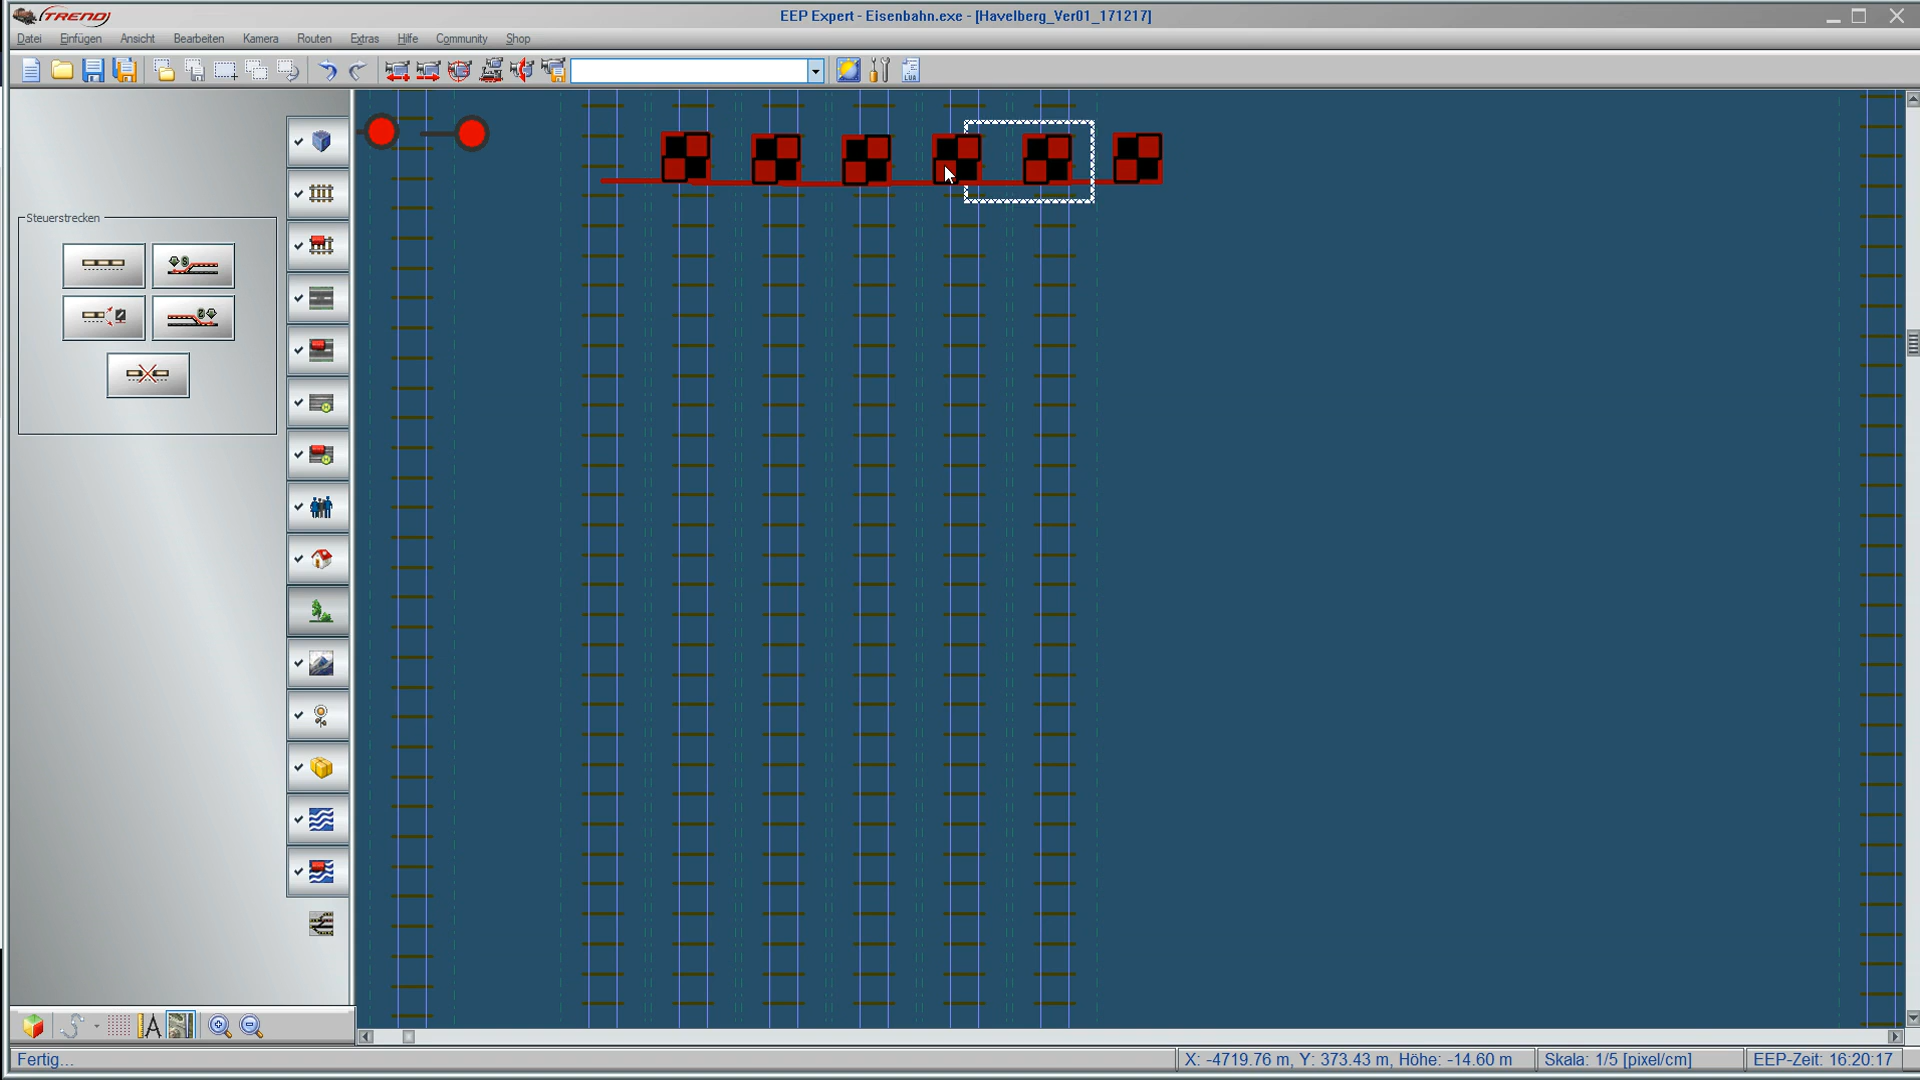 TREND
EEP Expert - Eisenbahn.exe - [Havelberg_Ver01_171217]
Datei Einfügen Ansicht Bearbeiten Kamera Routen Extras Hilfe Community Shop
LUA
Steuerstrecken
Fertig...
X: -4719.76 m, Y: 373.43 m, Höhe: -14.60 m
Skala: 1/5 [pixel/cm]
EEP-Zeit: 16:20:17